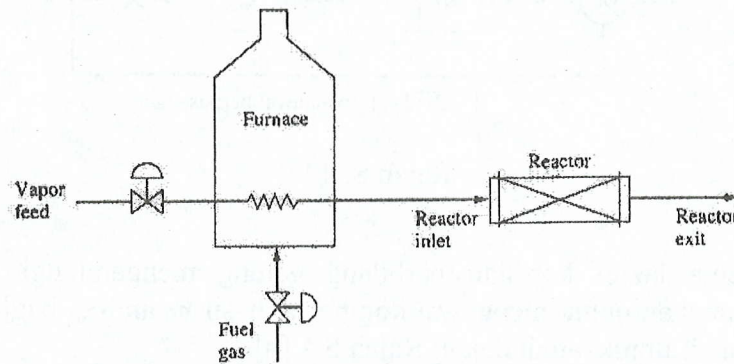 Furnace
Vapor
feed
Reactor
Reactor
inlet
Reactor
exit
Fuel
gas